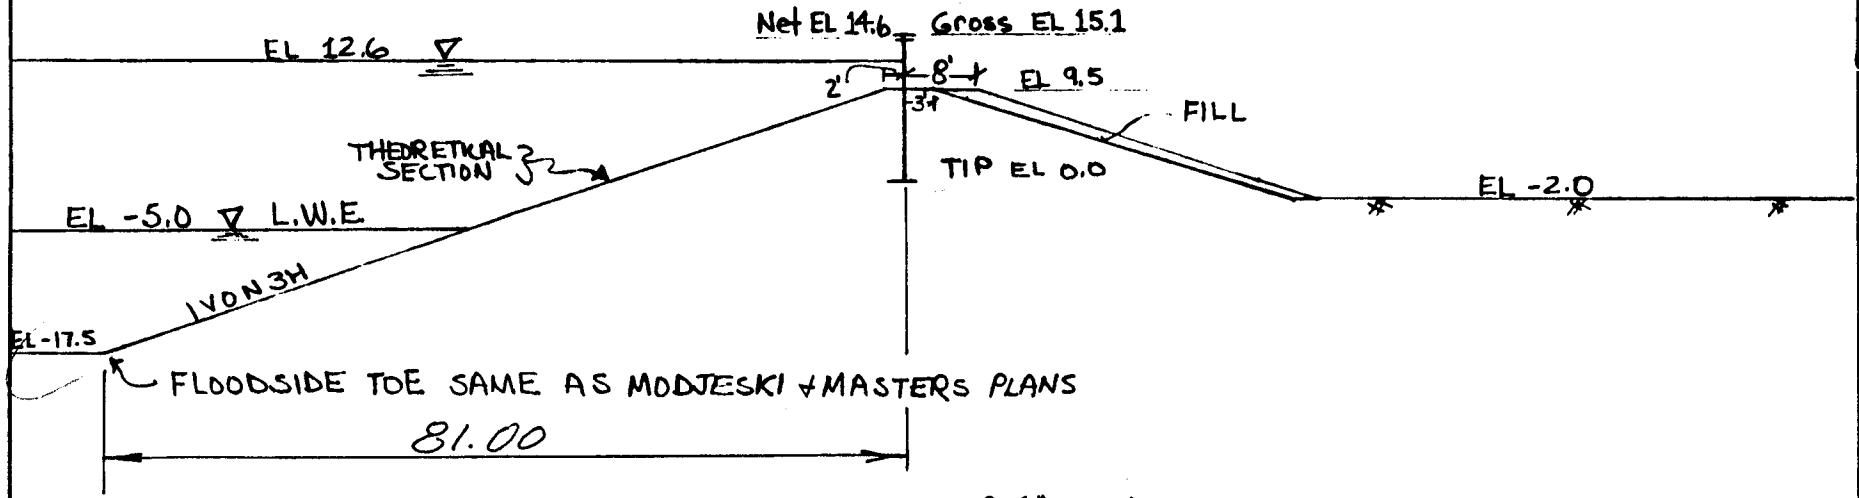 Net EL 14.6 Gross EL 15.1
EL 12.6
2'
8'
EL 9.5
3'
FILL
THEORETICAL
SECTION
TIP EL 0.0
EL -2.0
EL -5.0 L.W.E.
1 V ON 3H
EL -17.5
FLOODSIDE TOE SAME AS MODJESKI & MASTERS PLANS
81.00